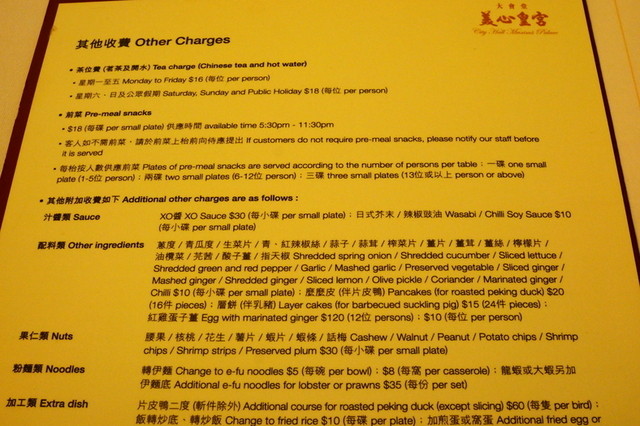 大會堂
美心皇宮
City Hall Maxim's Palace
其他收費 Other Charges
• 茶位費 (茗茶及開水) Tea charge (Chinese tea and hot water)
• 星期一至五 Monday to Friday $16 (每位 per person)
• 星期六、日及公眾假期 Saturday, Sunday and Public Holiday $18 (每位 per person)
• 前菜 Pre-meal snacks
• $18 (每碟 per small plate) 供應時間 available time 5:30pm - 11:30pm
• 客人如不需前菜，請於前菜上枱前向侍應提出 If customers do not require pre-meal snacks, please notify our staff before
it is served
• 每枱按人數供應前菜 Plates of pre-meal snacks are served according to the number of persons per table：一碟 one small
plate (1-5位 person)；兩碟 two small plates (6-12位 person)；三碟 three small plates (13位或以上 person or above)
• 其他附加收費如下 Additional other charges are as follows :
汁醬類 Sauce XO醬 XO Sauce $30 (每小碟 per small plate)；日式芥末 / 辣椒豉油 Wasabi / Chilli Soy Sauce $10
(每小碟 per small plate)
配料類 Other ingredients 蔥度 / 青瓜度 / 生菜片 / 青、紅辣椒絲 / 蒜子 / 蒜茸 / 榨菜片 / 薑片 / 薑茸 / 薑絲 / 檸檬片 /
油欖菜 / 芫茜 / 酸子薑 / 指天椒 Shredded spring onion / Shredded cucumber / Sliced lettuce /
Shredded green and red pepper / Garlic / Mashed garlic / Preserved vegetable / Sliced ginger /
Mashed ginger / Shredded ginger / Sliced lemon / Olive pickle / Coriander / Marinated ginger /
Chilli $10 (每小碟 per small plate)；麼麼皮 (伴片皮鴨) Pancakes (for roasted peking duck) $20
(16件 pieces)；層餅 (伴乳豬) Layer cakes (for barbecued suckling pig) $15 (24件 pieces)；
紅雞蛋子薑 Egg with marinated ginger $120 (12位 persons)；$10 (每位 per person)
果仁類 Nuts 腰果 / 核桃 / 花生 / 薯片 / 蝦片 / 蝦條 / 話梅 Cashew / Walnut / Peanut / Potato chips / Shrimp
chips / Shrimp strips / Preserved plum $30 (每小碟 per small plate)
粉麵類 Noodles 轉伊麵 Change to e-fu noodles $5 (每碗 per bowl)；$8 (每窩 per casserole)；龍蝦或大蝦另加
伊麵底 Additional e-fu noodles for lobster or prawns $35 (每份 per set)
加工類 Extra dish 片皮鴨二度 (斬件除外) Additional course for roasted peking duck (except slicing) $60 (每隻 per bird)；
飯轉炒底、轉炒飯 Change to fried rice $10 (每碟 per plate)；加煎蛋或窩蛋 Additional fried egg or